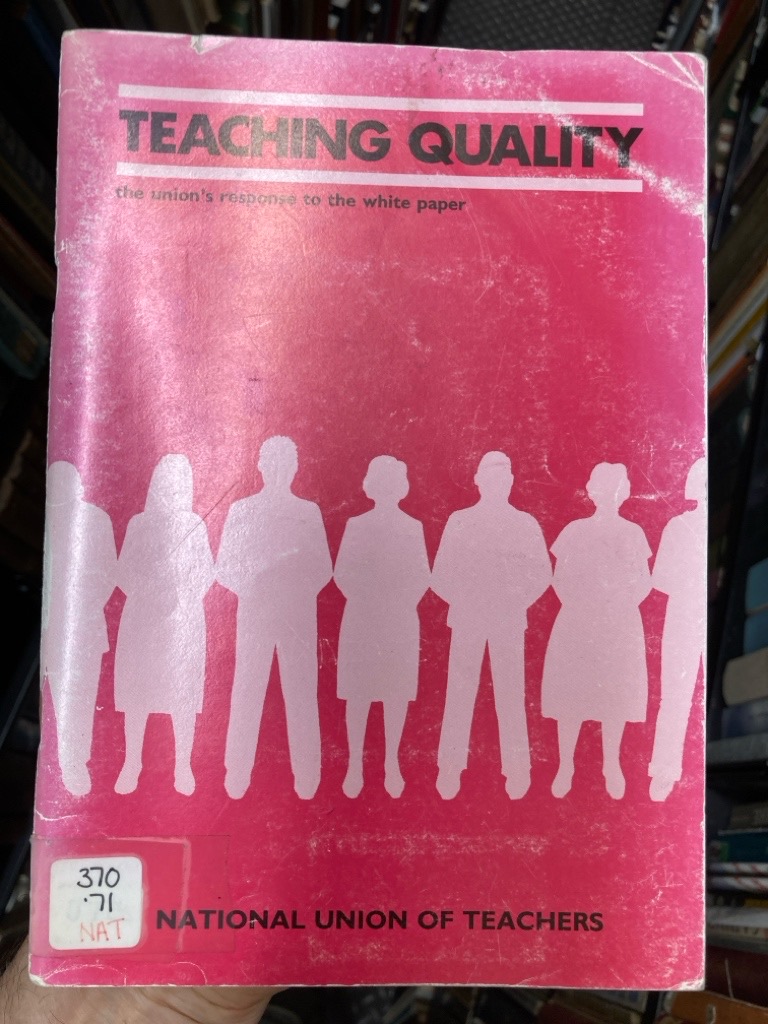 TEACHING QUALITY
the union's response to the white paper
370
.71
NAT
NATIONAL UNION OF TEACHERS